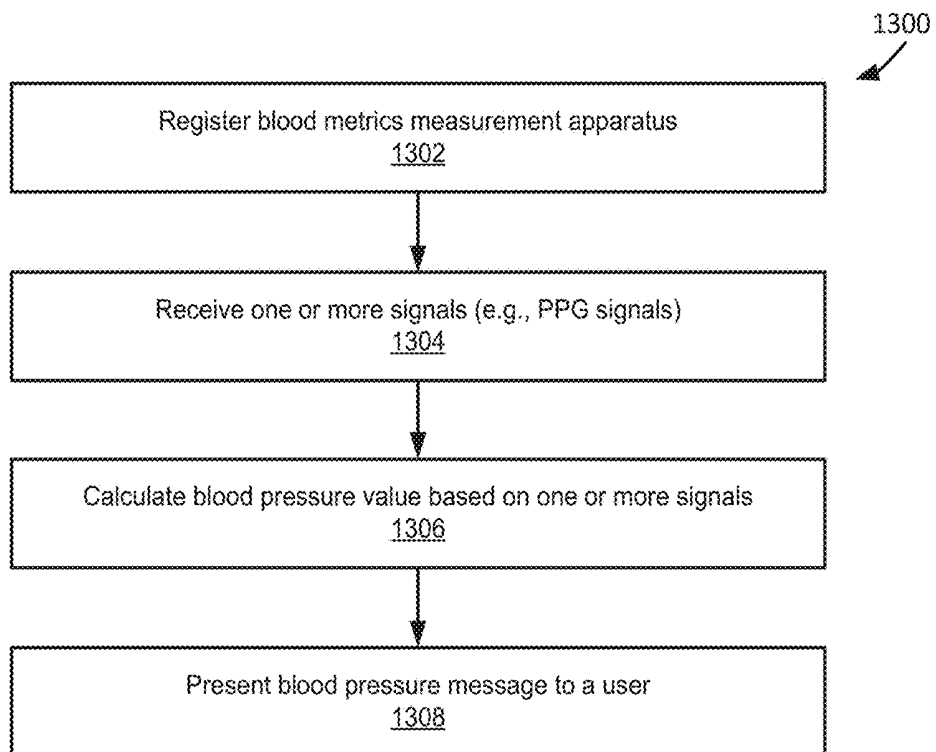 1300
Register blood metrics measurement apparatus
1302
Receive one or more signals (e.g., PPG signals)
1304
Calculate blood pressure value based on one or more signals
1306
Present blood pressure message to a user
1308